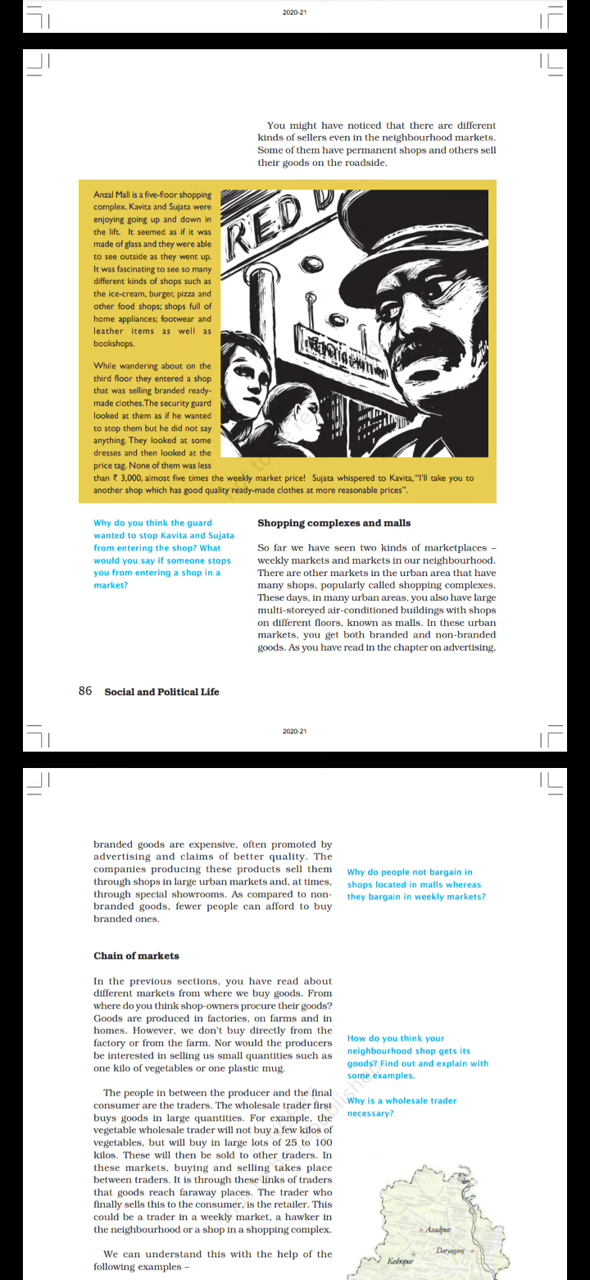 2020-21
You might have noticed that there are different
kinds of sellers even in the neighbourhood markets.
Some of them have permanent shops and others sell
their goods on the roadside.
Anzal Mall is a five-floor shopping
complex. Kavita and Sujata were
enjoying going up and down in
the lift. It seemed as if it was
made of glass and they were able
to see outside as they went up.
It was fascinating to see so many
different kinds of shops such as
the ice-cream, burger, pizza and
other food shops; shops full of
home appliances; footwear and
leather items as well as
bookshops.
While wandering about on the
third floor they entered a shop
that was selling branded ready-
made clothes.The security guard
looked at them as if he wanted
to stop them but he did not say
anything. They looked at some
dresses and then looked at the
price tag. None of them was less
than ₹ 3,000, almost five times the weekly market price! Sujata whispered to Kavita, "I'll take you to
another shop which has good quality ready-made clothes at more reasonable prices".
RED D
Why do you think the guard
wanted to stop Kavita and Sujata
from entering the shop? What
would you say if someone stops
you from entering a shop in a
market?
Shopping complexes and malls
So far we have seen two kinds of marketplaces –
weekly markets and markets in our neighbourhood.
There are other markets in the urban area that have
many shops, popularly called shopping complexes.
These days, in many urban areas, you also have large
multi-storeyed air-conditioned buildings with shops
on different floors, known as malls. In these urban
markets, you get both branded and non-branded
goods. As you have read in the chapter on advertising,
86 Social and Political Life
2020-21
branded goods are expensive, often promoted by
advertising and claims of better quality. The
companies producing these products sell them
through shops in large urban markets and, at times,
through special showrooms. As compared to non-
branded goods, fewer people can afford to buy
branded ones.
Why do people not bargain in
shops located in malls whereas
they bargain in weekly markets?
Chain of markets
In the previous sections, you have read about
different markets from where we buy goods. From
where do you think shop-owners procure their goods?
Goods are produced in factories, on farms and in
homes. However, we don't buy directly from the
factory or from the farm. Nor would the producers
be interested in selling us small quantities such as
one kilo of vegetables or one plastic mug.
How do you think your
neighbourhood shop gets its
goods? Find out and explain with
some examples.
Why is a wholesale trader
necessary?
The people in between the producer and the final
consumer are the traders. The wholesale trader first
buys goods in large quantities. For example, the
vegetable wholesale trader will not buy a few kilos of
vegetables, but will buy in large lots of 25 to 100
kilos. These will then be sold to other traders. In
these markets, buying and selling takes place
between traders. It is through these links of traders
that goods reach faraway places. The trader who
finally sells this to the consumer, is the retailer. This
could be a trader in a weekly market, a hawker in
the neighbourhood or a shop in a shopping complex.
We can understand this with the help of the
following examples –
Azadpur
Daryaganj
Keshopur